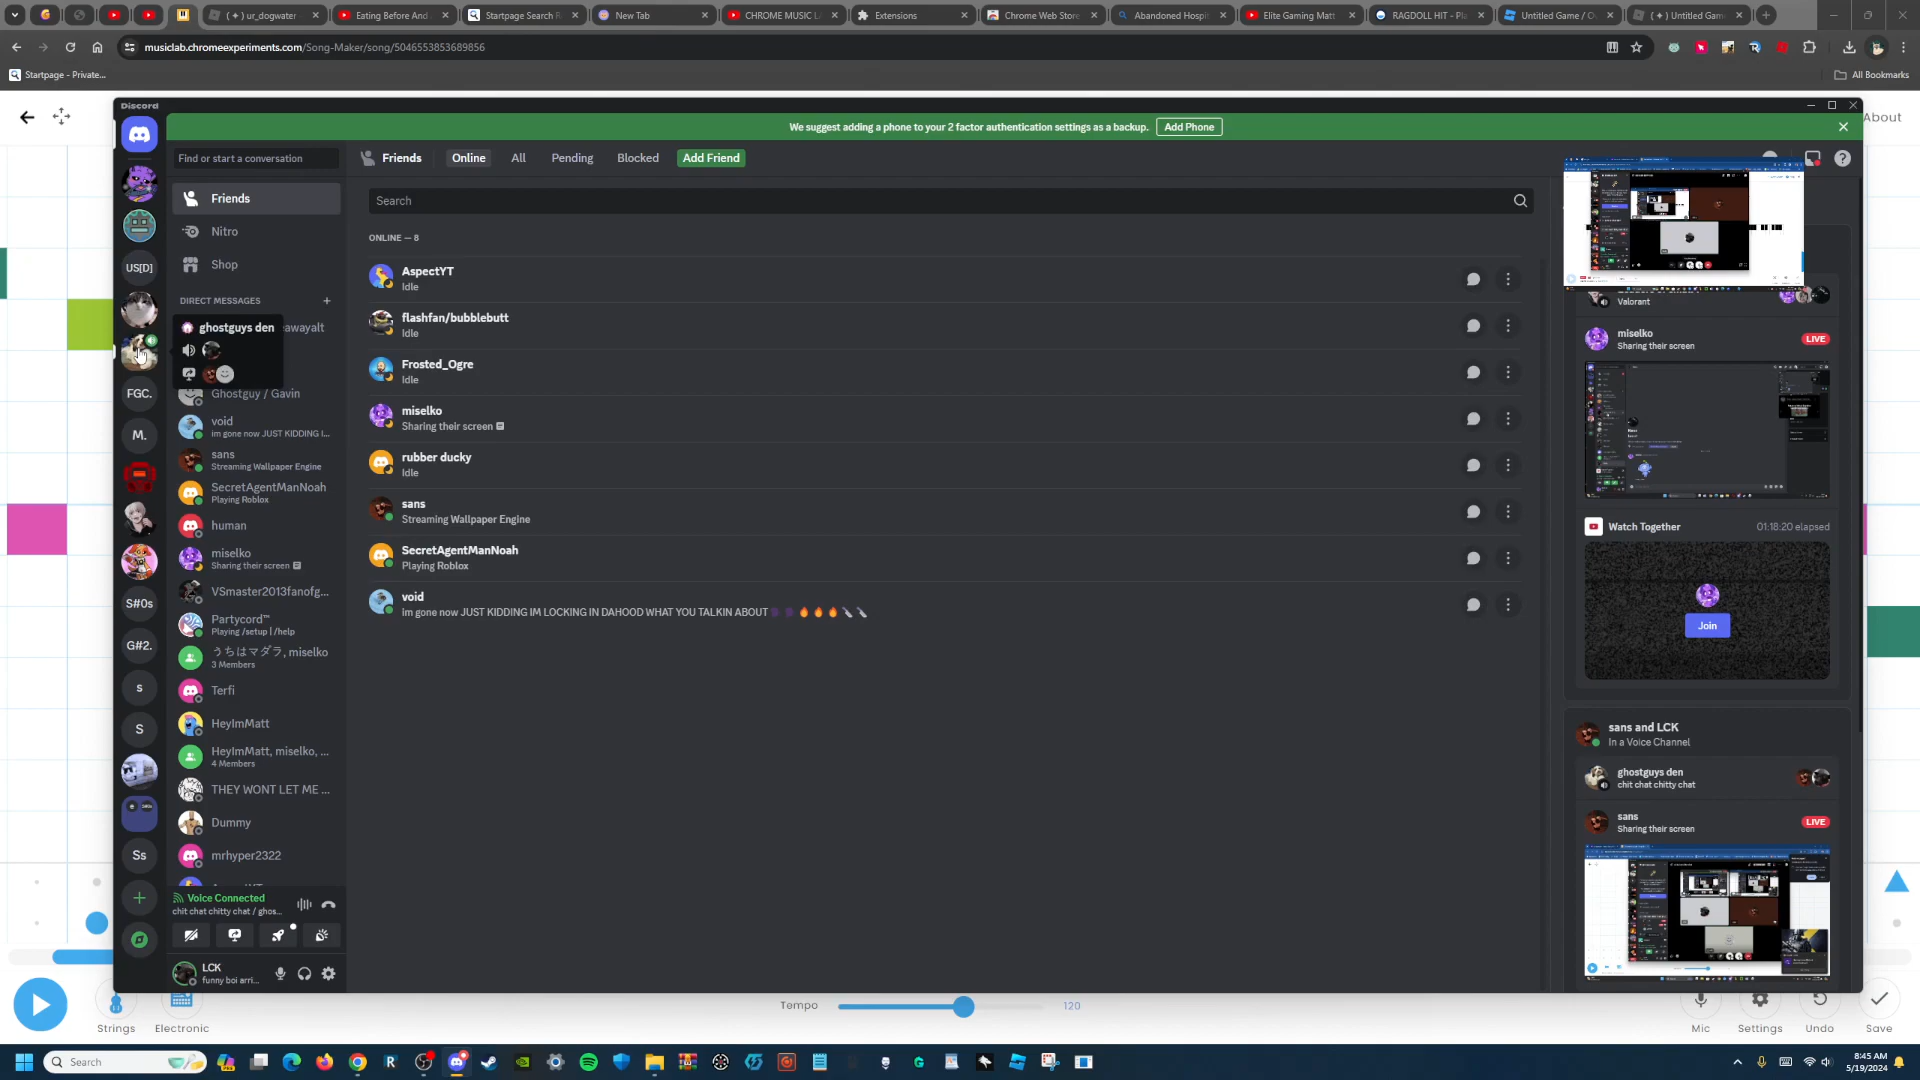 ( ✦ ) ur_dogwater
Eating Before And
Startpage Search R
New Tab
CHROME MUSIC L
Extensions
Chrome Web Store
Abandoned Hospi
Elite Gaming Matt
RAGDOLL HIT - Pla
Untitled Game / O
( ✦ ) Untitled Gam
musiclab.chromeexperiments.com/Song-Maker/song/5046553853689856
Startpage - Private...
All Bookmarks
About
Discord
We suggest adding a phone to your 2 factor authentication settings as a backup.
Add Phone
Find or start a conversation
Friends
Online
All
Pending
Blocked
Add Friend
Friends
Nitro
Shop
DIRECT MESSAGES
ghostguys den
eawayalt
Ghostguy / Gavin
void
im gone now JUST KIDDING I...
sans
Streaming Wallpaper Engine
SecretAgentManNoah
Playing Roblox
human
miselko
Sharing their screen
VSmaster2013fanofg...
Partycord™
Playing /setup | /help
うちはマダラ, miselko
3 Members
Terfi
HeyImMatt
HeyImMatt, miselko, ...
4 Members
THEY WONT LET ME ...
Dummy
mrhyper2322
Voice Connected
chit chat chitty chat / ghos...
LCK
funny boi arri...
US[D]
FGC.
M.
S#0s
G#2.
s
S
Ss
Search
ONLINE — 8
AspectYT
Idle
flashfan/bubblebutt
Idle
Frosted_Ogre
Idle
miselko
Sharing their screen
rubber ducky
Idle
sans
Streaming Wallpaper Engine
SecretAgentManNoah
Playing Roblox
void
im gone now JUST KIDDING IM LOCKING IN DAHOOD WHAT YOU TALKIN ABOUT
Valorant
miselko
Sharing their screen
LIVE
Watch Together
01:18:20 elapsed
Join
sans and LCK
In a Voice Channel
ghostguys den
chit chat chitty chat
sans
Sharing their screen
LIVE
Strings
Electronic
Tempo
120
Mic
Settings
Undo
Save
Search
8:45 AM
5/19/2024